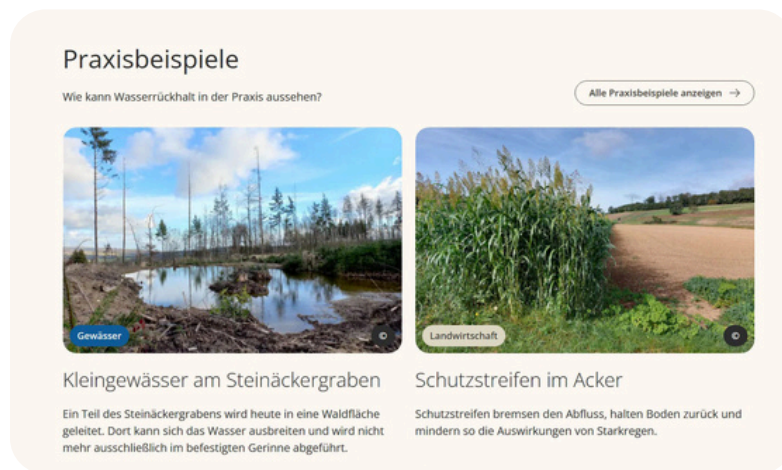 Praxisbeispiele
Wie kann Wasserrückhalt in der Praxis aussehen?
Alle Praxisbeispiele anzeigen →
Gewässer
©
Landwirtschaft
©
Kleingewässer am Steinäckergraben
Ein Teil des Steinäckergrabens wird heute in eine Waldfläche
geleitet. Dort kann sich das Wasser ausbreiten und wird nicht
mehr ausschließlich im befestigten Gerinne abgeführt.
Schutzstreifen im Acker
Schutzstreifen bremsen den Abfluss, halten Boden zurück und
mindern so die Auswirkungen von Starkregen.